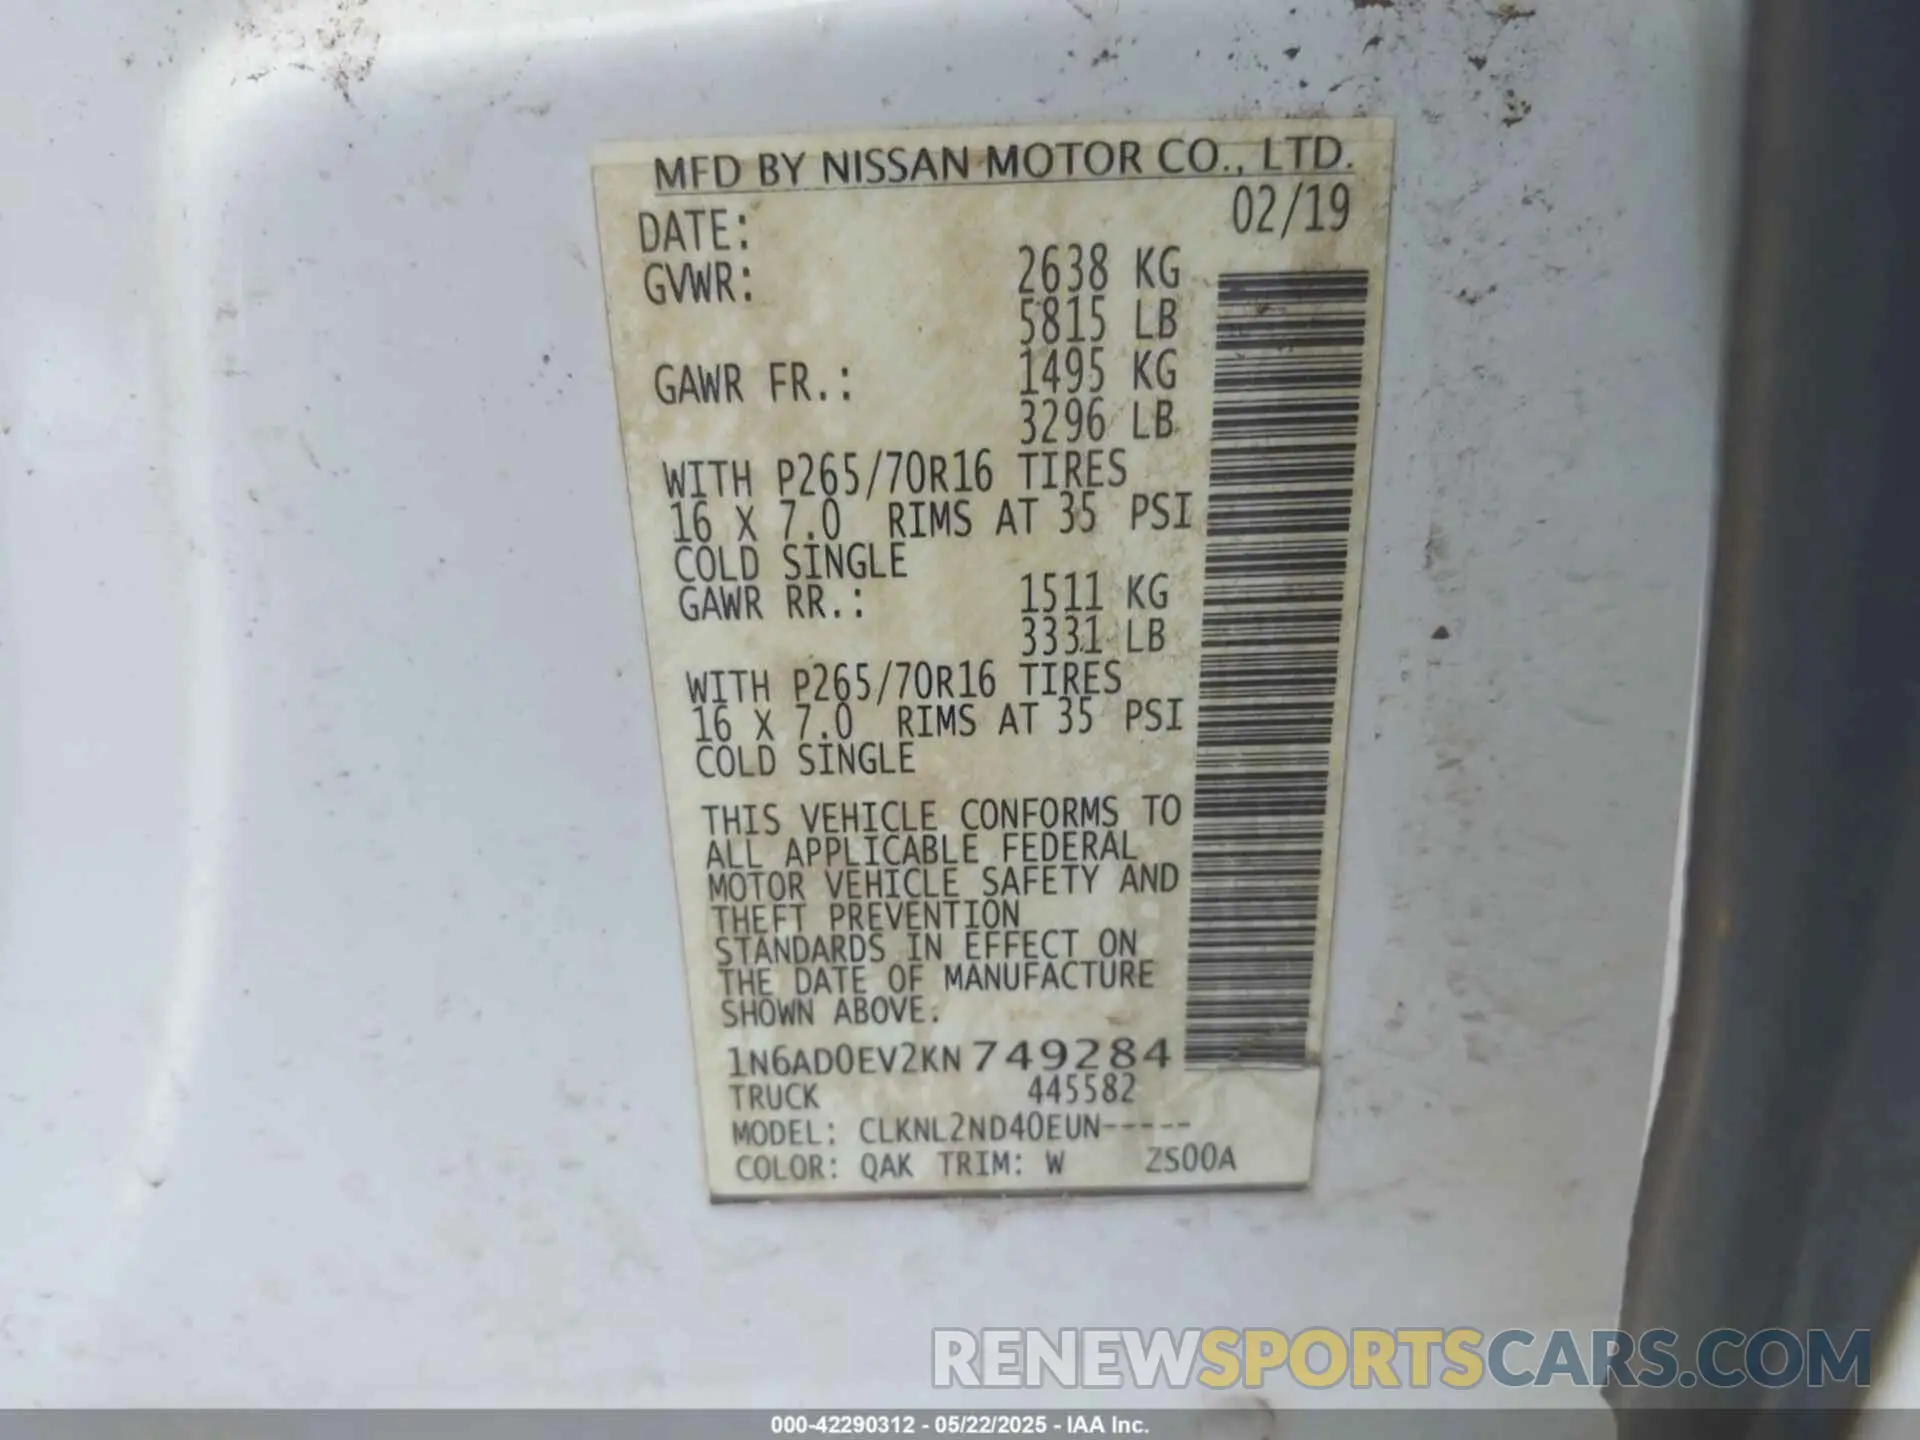 MFD BY NISSAN MOTOR CO., LTD.
DATE: 02/19
GVWR: 2638 KG
5815 LB
GAWR FR.: 1495 KG
3296 LB
WITH P265/70R16 TIRES
16 X 7.0 RIMS AT 35 PSI
COLD SINGLE
GAWR RR.: 1511 KG
3331 LB
WITH P265/70R16 TIRES
16 X 7.0 RIMS AT 35 PSI
COLD SINGLE
THIS VEHICLE CONFORMS TO
ALL APPLICABLE FEDERAL
MOTOR VEHICLE SAFETY AND
THEFT PREVENTION
STANDARDS IN EFFECT ON
THE DATE OF MANUFACTURE
SHOWN ABOVE:
1N6AD0EV2KN 749284
TRUCK 445582
MODEL: CLKNL2ND40EUN-----
COLOR: QAK TRIM: W ZS00A
RENEWSPORTSCARS.COM
000-42290312 - 05/22/2025 - IAA Inc.